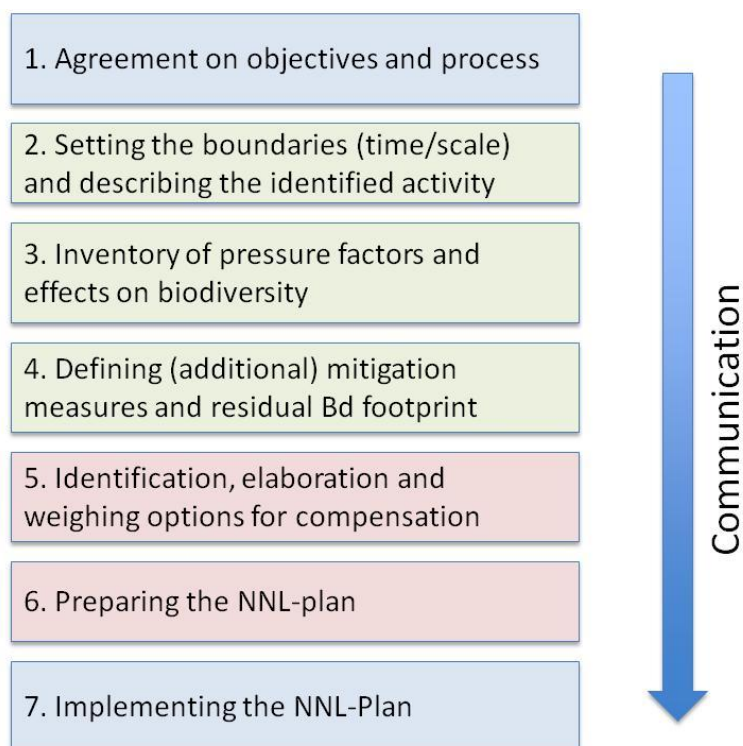 1. Agreement on objectives and process
2. Setting the boundaries (time/scale)
and describing the identified activity
3. Inventory of pressure factors and
effects on biodiversity
4. Defining (additional) mitigation
measures and residual Bd footprint
5. Identification, elaboration and
weighing options for compensation
6. Preparing the NNL-plan
7. Implementing the NNL-Plan
Communication